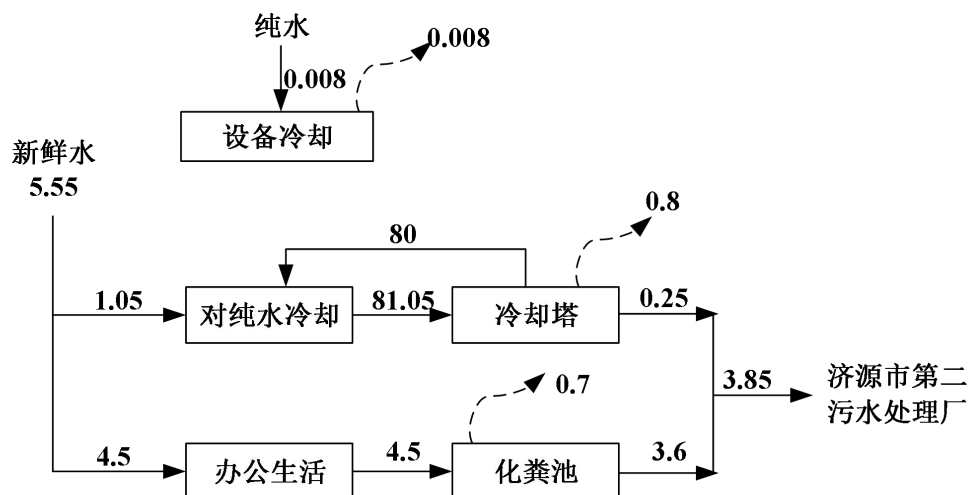 纯水
0.008
0.008
设备冷却
新鲜水
5.55
0.8
80
1.05
对纯水冷却
81.05
冷却塔
0.25
0.7
3.85
济源市第二
污水处理厂
4.5
办公生活
4.5
化粪池
3.6